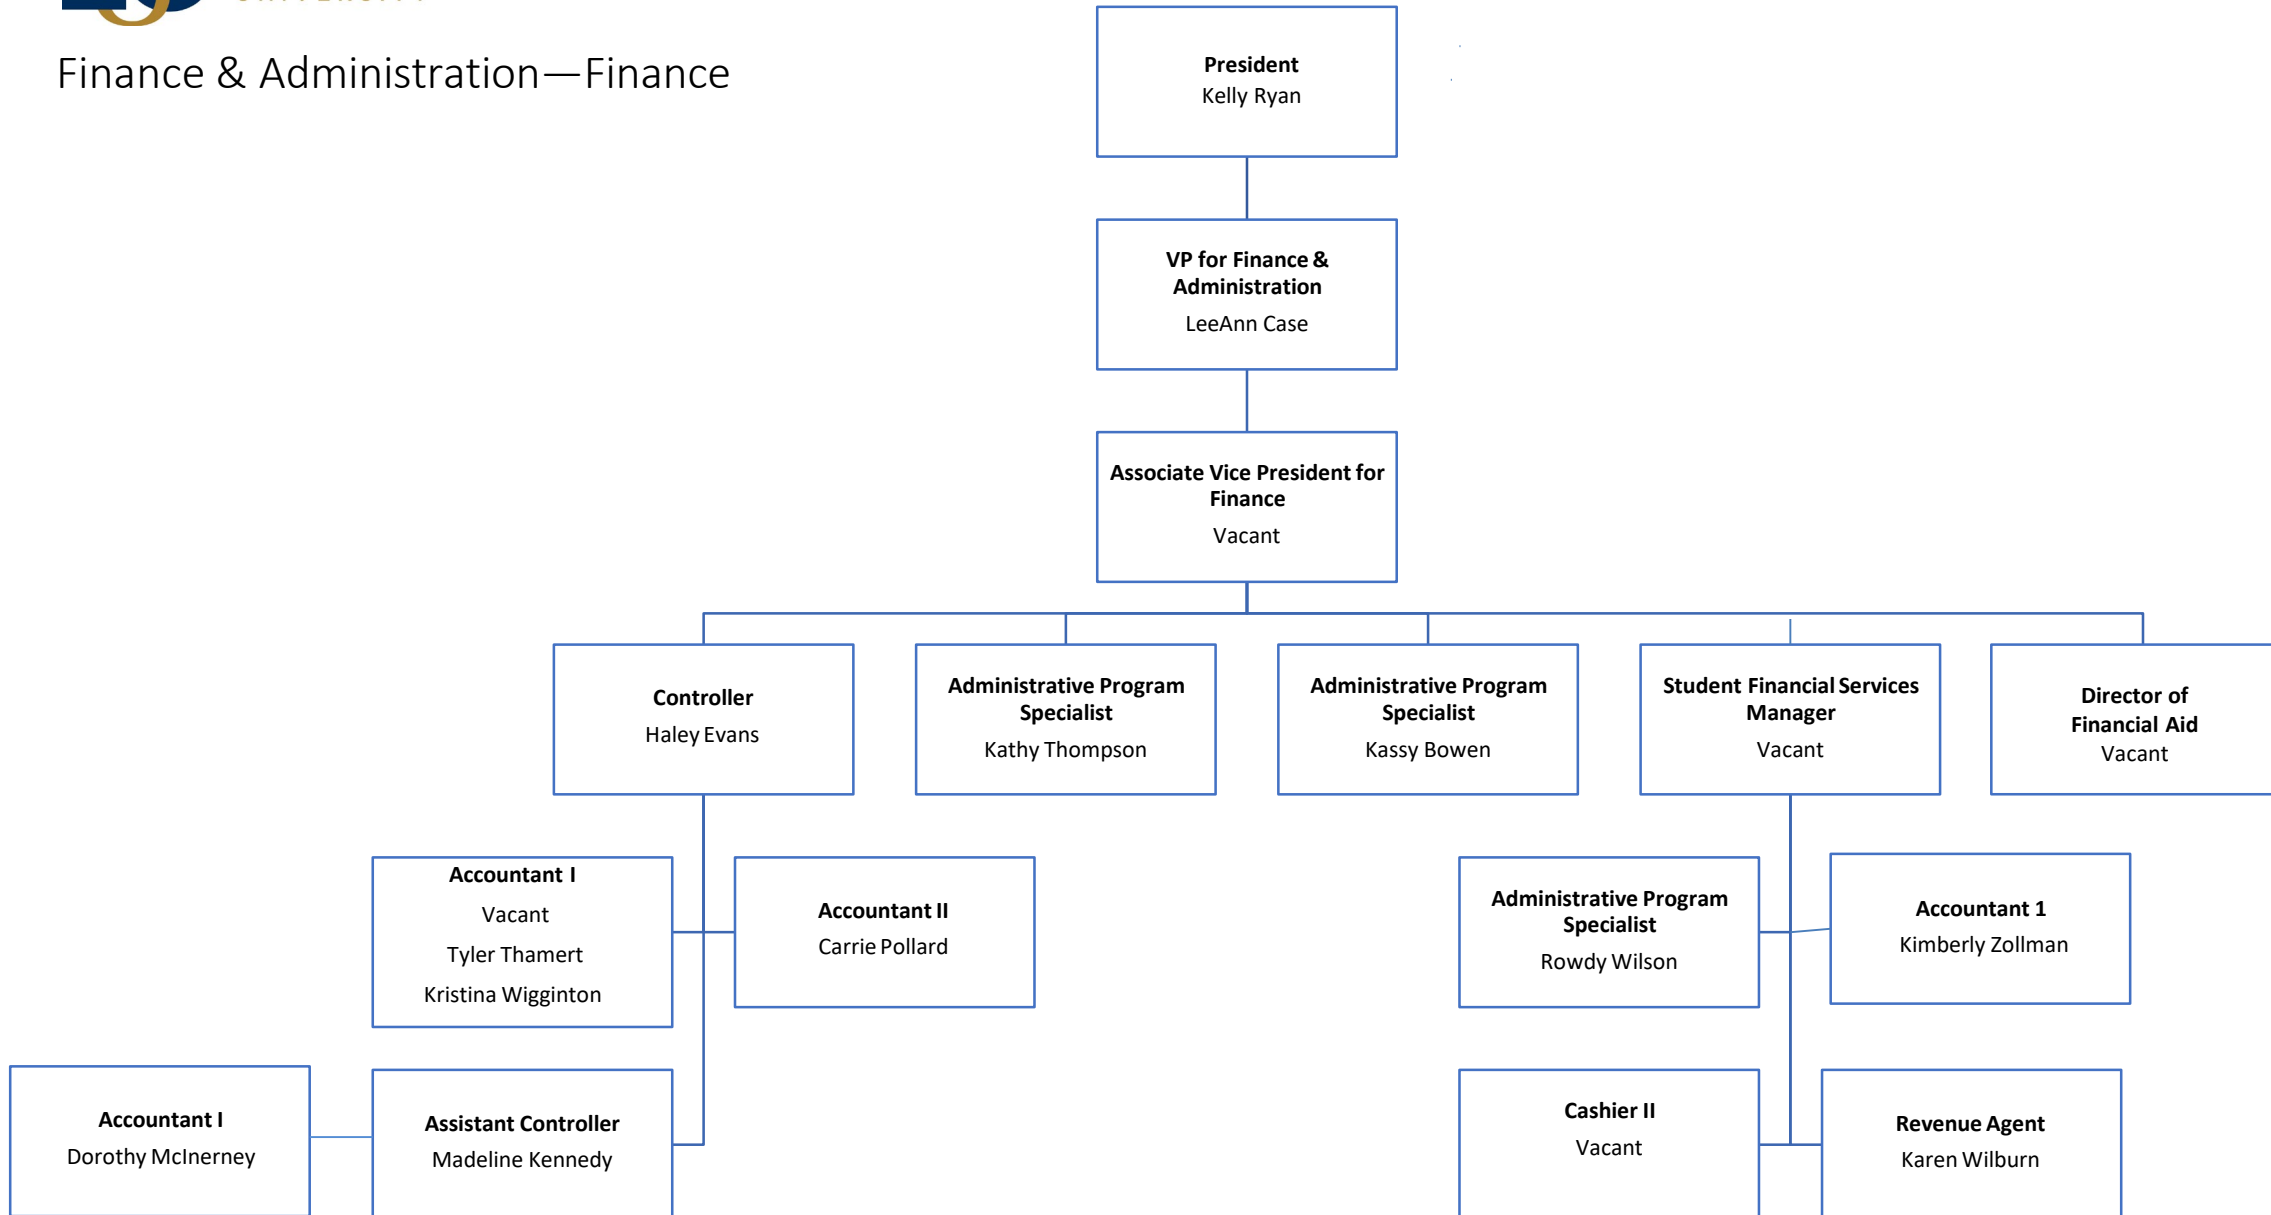 Finance & Administration—Finance
President
Kelly Ryan
VP for Finance &
Administration
LeeAnn Case
Associate Vice President for
Finance
Vacant
Controller
Haley Evans
Administrative Program
Specialist
Kathy Thompson
Administrative Program
Specialist
Kassy Bowen
Student Financial Services
Manager
Vacant
Director of
Financial Aid
Vacant
Accountant I
Vacant
Tyler Thamert
Kristina Wigginton
Accountant II
Carrie Pollard
Administrative Program
Specialist
Rowdy Wilson
Accountant 1
Kimberly Zollman
Accountant I
Dorothy McInerney
Assistant Controller
Madeline Kennedy
Cashier II
Vacant
Revenue Agent
Karen Wilburn